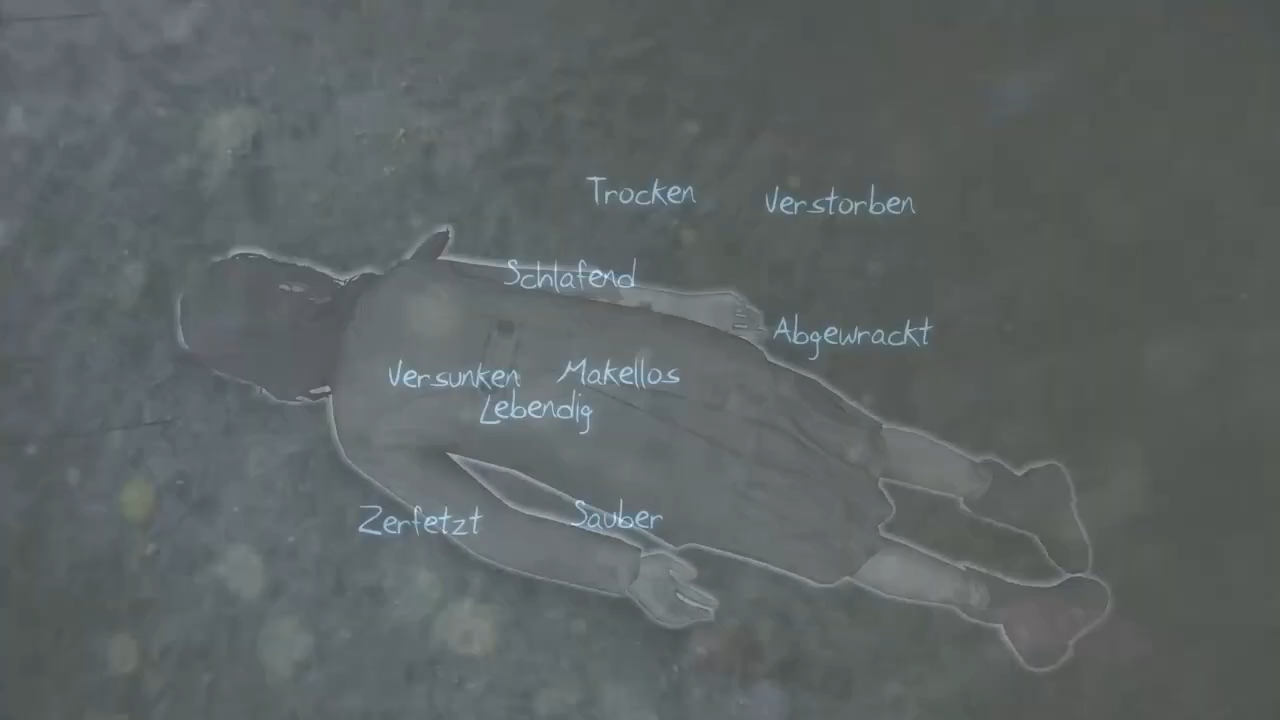 Trocken
Verstorben
Schlafend
Abgewrackt
Versunken
Makellos
Lebendig
Zerfetzt
Sauber